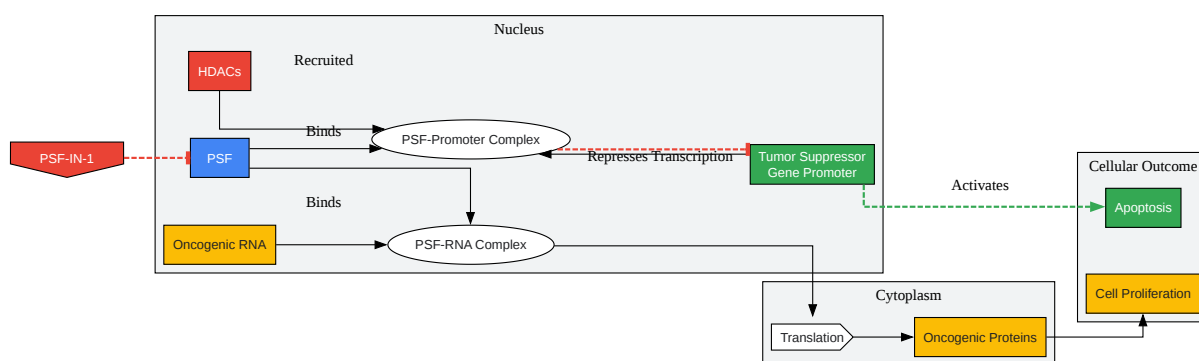 Nucleus
Recruited
HDACs
Binds
PSF-Promoter Complex
PSF-IN-1
PSF
Represses Transcription
Tumor Suppressor
Gene Promoter
Cellular Outcome
Activates
Apoptosis
Binds
Oncogenic RNA
PSF-RNA Complex
Cell Proliferation
Cytoplasm
Translation
Oncogenic Proteins